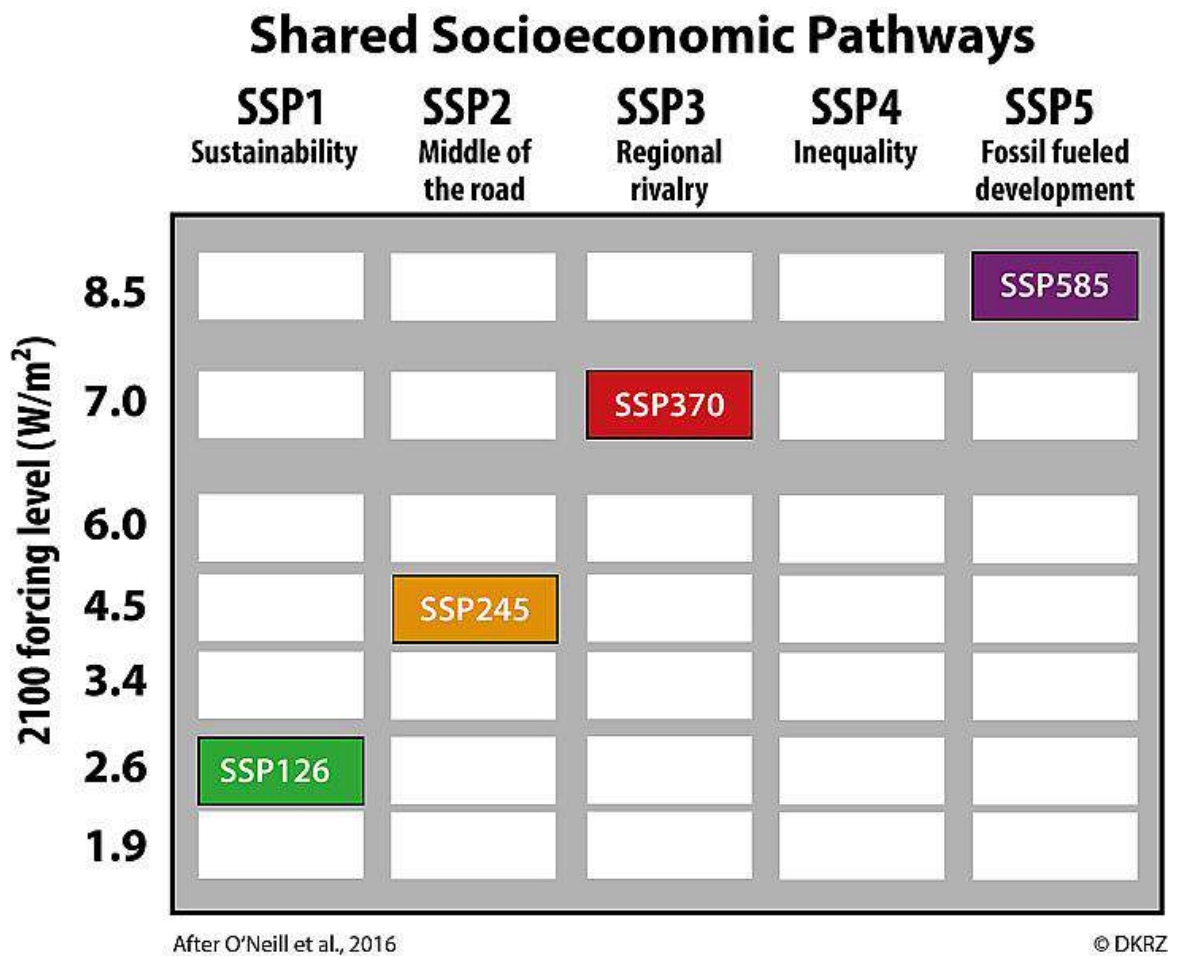 Shared Socioeconomic Pathways
SSP1 SSP2 SSP3 SSP4 SSP5
Sustainability Middle of Regional Inequality Fossil fueled
the road rivalry development
8.5 SSP585
7.0 SSP370
6.0
4.5 SSP245
3.4
2.6 SSP126
1.9
2100 forcing level (W/m²)
After O'Neill et al., 2016 © DKRZ